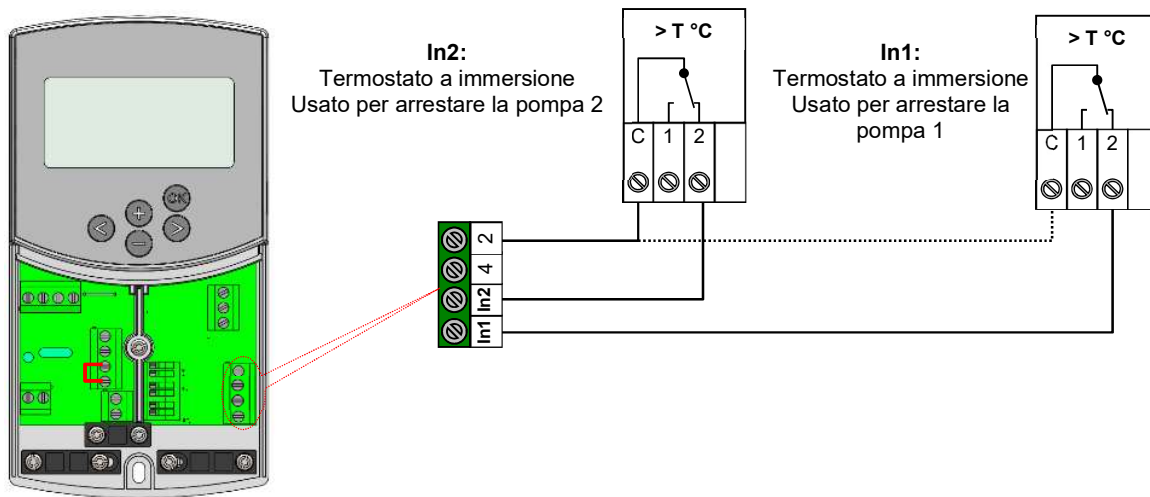 In2:
Termostato a immersione
Usato per arrestare la pompa 2
> T °C
C 1 2
In1:
Termostato a immersione
Usato per arrestare la
pompa 1
> T °C
C 1 2
OK
< + >
−
2
4
In2
In1